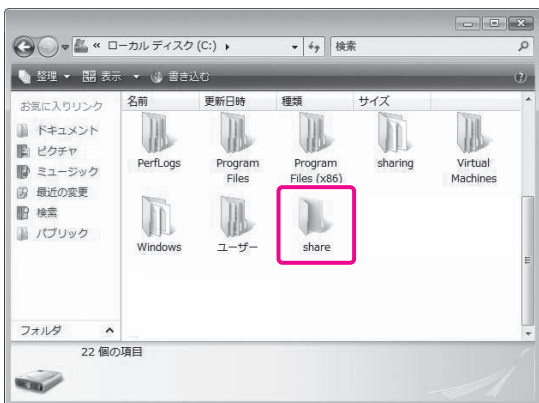 « ローカル ディスク (C:)
検索
整理 表示 書き込む
お気に入りリンク
ドキュメント
ピクチャ
ミュージック
最近の変更
検索
パブリック
フォルダ
名前 更新日時 種類 サイズ
PerfLogs
Program Files
Program Files (x86)
sharing
Virtual Machines
Windows
ユーザー
share
22 個の項目